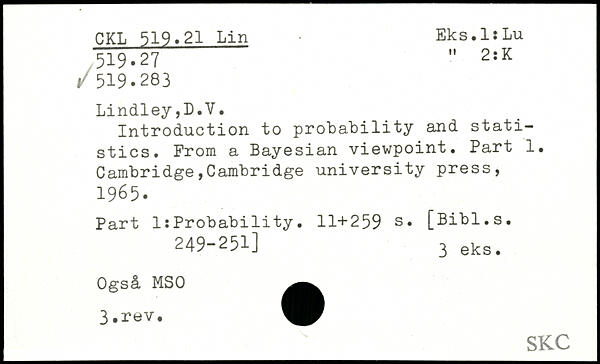 CKL 519.21 Lin
Eks.1:Lu
519.27
" 2:K
519.283
Lindley,D.V.
Introduction to probability and stati-
stics. From a Bayesian viewpoint. Part 1.
Cambridge,Cambridge university press,
1965.
Part 1:Probability. 11+259 s. [Bibl.s.
249-251]
3 eks.
Også MSO
3.rev.
SKC